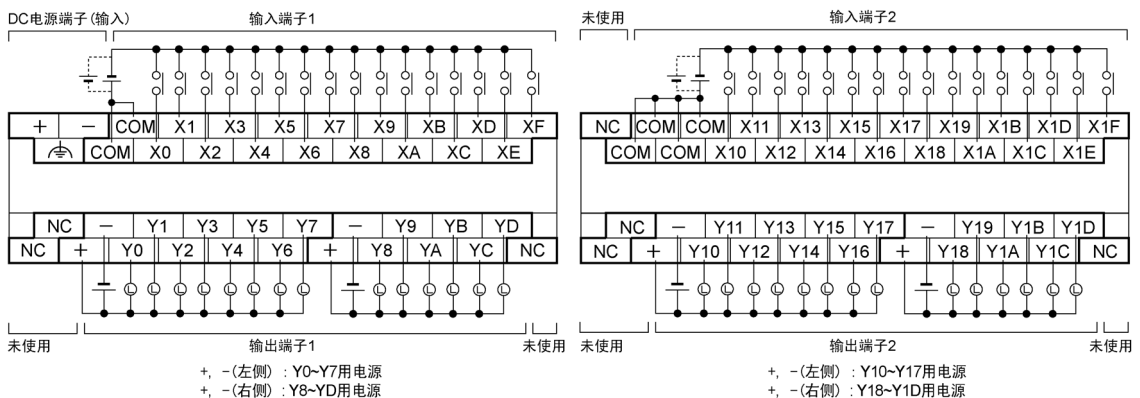 DC电源端子(输入) 输入端子1
+ − COM X1 X3 X5 X7 X9 XB XD XF
COM X0 X2 X4 X6 X8 XA XC XE
NC − Y1 Y3 Y5 Y7 − Y9 YB YD
NC + Y0 Y2 Y4 Y6 + Y8 YA YC NC
L L L L L L L L L L L L L L
未使用 输出端子1 未使用
+, −(左侧) : Y0~Y7用电源
+, −(右侧) : Y8~YD用电源
未使用 输入端子2
NC COM COM X11 X13 X15 X17 X19 X1B X1D X1F
COM COM X10 X12 X14 X16 X18 X1A X1C X1E
NC − Y11 Y13 Y15 Y17 − Y19 Y1B Y1D
NC + Y10 Y12 Y14 Y16 + Y18 Y1A Y1C NC
L L L L L L L L L L L L L L
未使用 输出端子2 未使用
+, −(左侧) : Y10~Y17用电源
+, −(右侧) : Y18~Y1D用电源